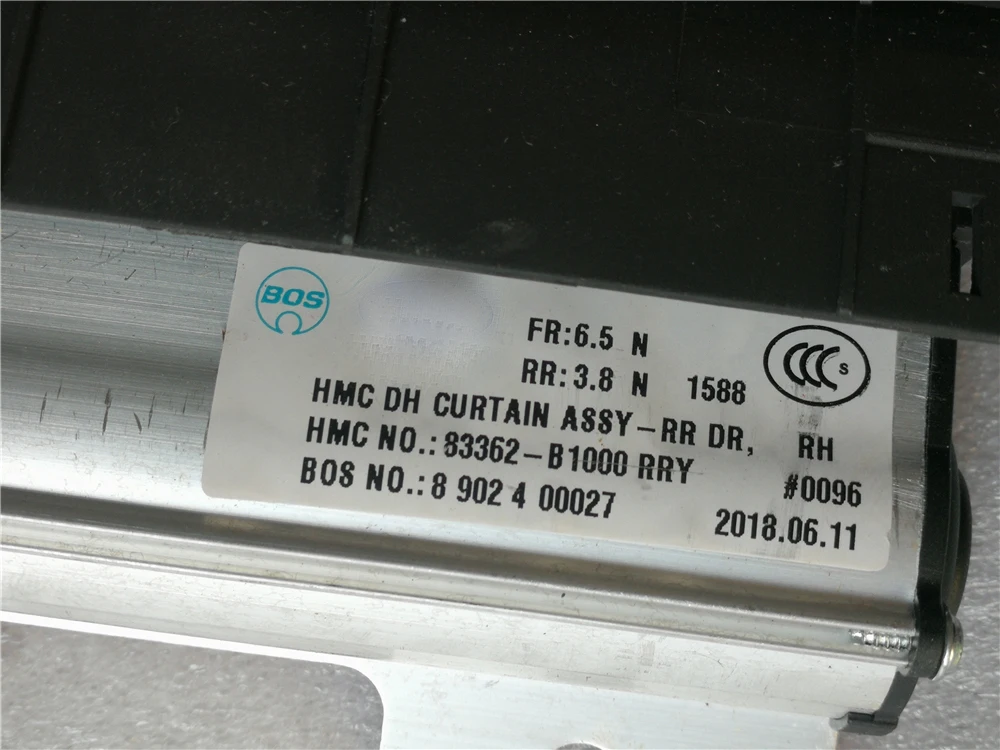 BOS
FR:6.5 N
RR:3.8 N 1588
CCC S
HMC DH CURTAIN ASSY-RR DR, RH
HMC NO.:83362-B1000 RRY #0096
BOS NO.:8 902 4 00027 2018.06.11